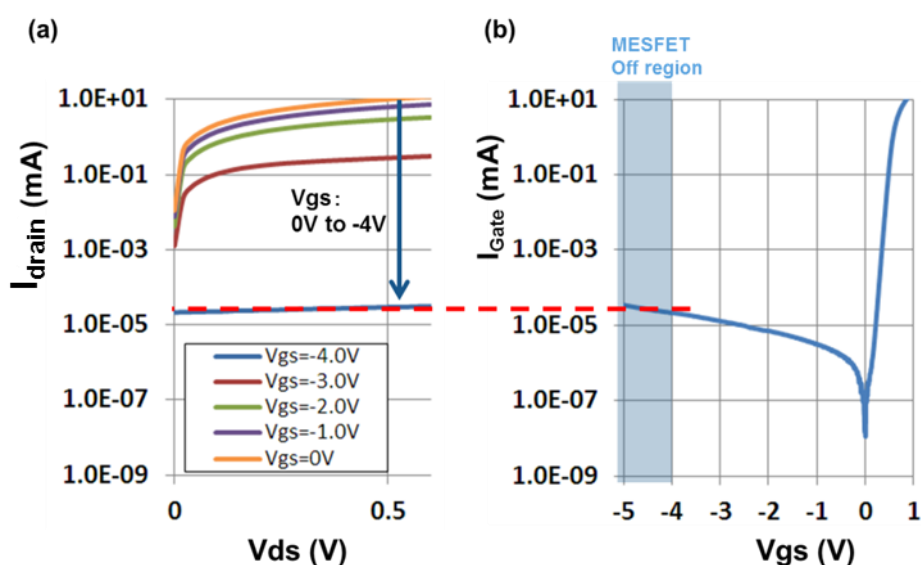 (a)
1.0E+01
1.0E-01
1.0E-03
1.0E-05
1.0E-07
1.0E-09
Idrain (mA)
Vgs:
0V to -4V
Vgs=-4.0V
Vgs=-3.0V
Vgs=-2.0V
Vgs=-1.0V
Vgs=0V
0
0.5
Vds (V)
(b)
MESFET
Off region
1.0E+01
1.0E-01
1.0E-03
1.0E-05
1.0E-07
1.0E-09
IGate (mA)
-5 -4 -3 -2 -1 0 1
Vgs (V)